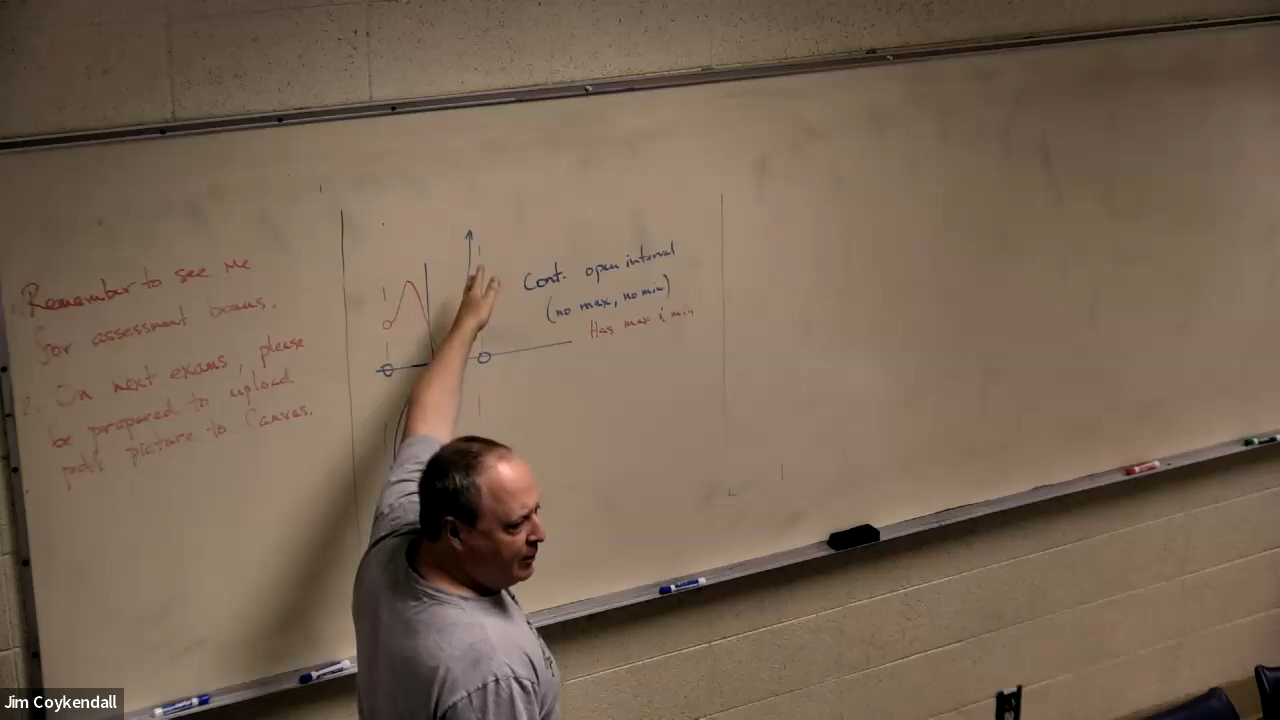 Remember to see me
for assessment bonus.
2. On next exams, please
be prepared to upload
pdf picture to Canvas.
Cont. open interval
(no max, no min)
Has max & min
Jim Coykendall